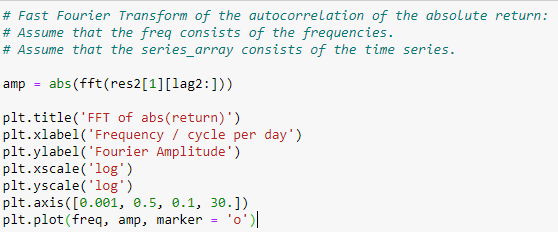 # Fast Fourier Transform of the autocorrelation of the absolute return:
# Assume that the freq consists of the frequencies.
# Assume that the series_array consists of the time series.
amp = abs(fft(res2[1][lag2:]))
plt.title('FFT of abs(return)')
plt.xlabel('Frequency / cycle per day')
plt.ylabel('Fourier Amplitude')
plt.xscale('log')
plt.yscale('log')
plt.axis([0.001, 0.5, 0.1, 30.])
plt.plot(freq, amp, marker = 'o')